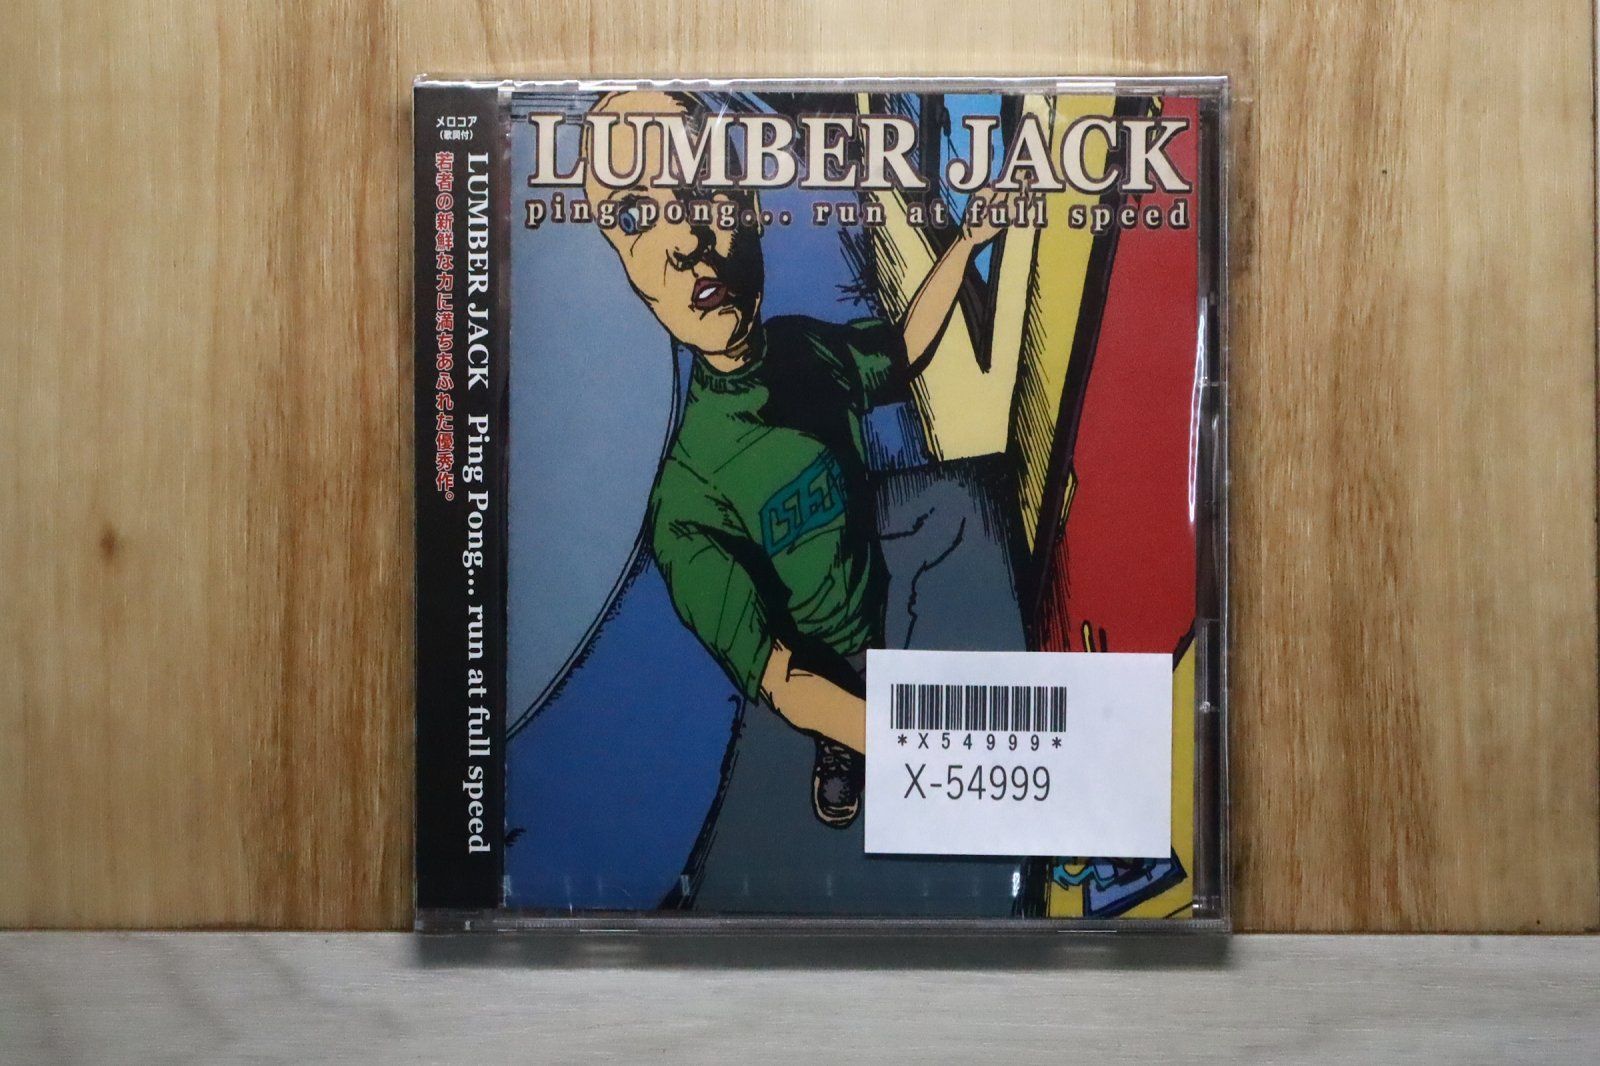 メロコア
(歌詞付)
LUMBER JACK Ping Pong... run at full speed
若者の新鮮な力に満ちあふれた優秀作。
LUMBER JACK
ping pong... run at full speed
*X54999*
X-54999